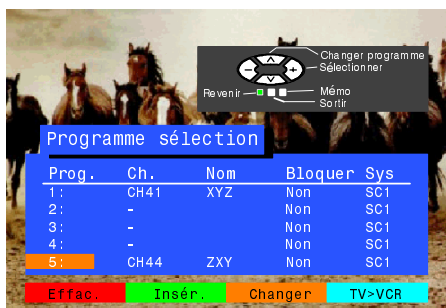 Changer programme
Sélectionner
Revenir
Mémo
Sortir
Programme sélection
Prog. Ch. Nom Bloquer Sys
1: CH41 XYZ Non SC1
2: - Non SC1
3: - Non SC1
4: - Non SC1
5: CH44 ZXY Non SC1
Effac. Insér. Changer TV>VCR